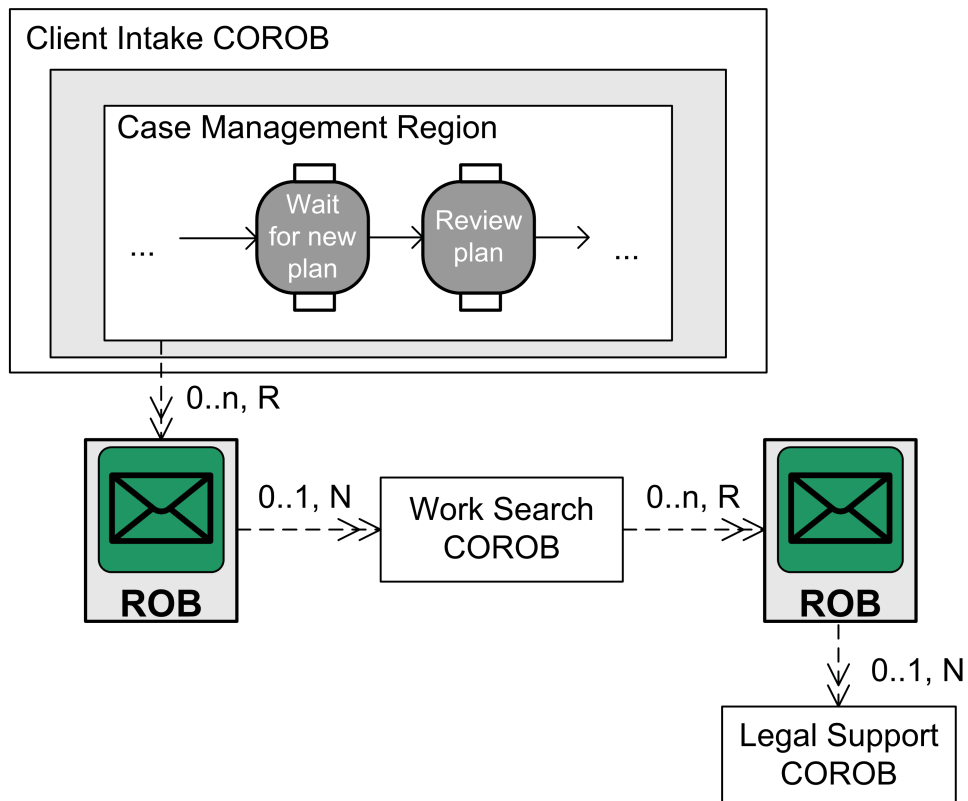 Client Intake COROB
Case Management Region
...
Wait
for new
plan
Review
plan
...
0..n, R
ROB
0..1, N
Work Search
COROB
0..n, R
ROB
0..1, N
Legal Support
COROB